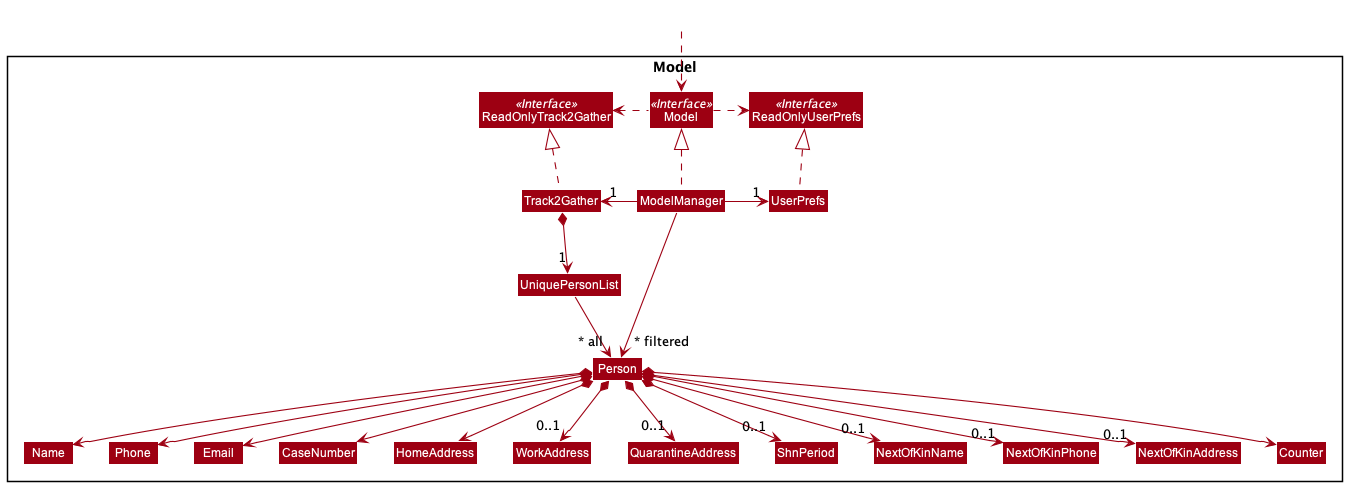 Model
«Interface»
ReadOnlyTrack2Gather
«Interface»
Model
«Interface»
ReadOnlyUserPrefs
Track2Gather
1
ModelManager
1
UserPrefs
1
UniquePersonList
* all
* filtered
Person
0..1
0..1
0..1
0..1
0..1
0..1
Name
Phone
Email
CaseNumber
HomeAddress
WorkAddress
QuarantineAddress
ShnPeriod
NextOfKinName
NextOfKinPhone
NextOfKinAddress
Counter